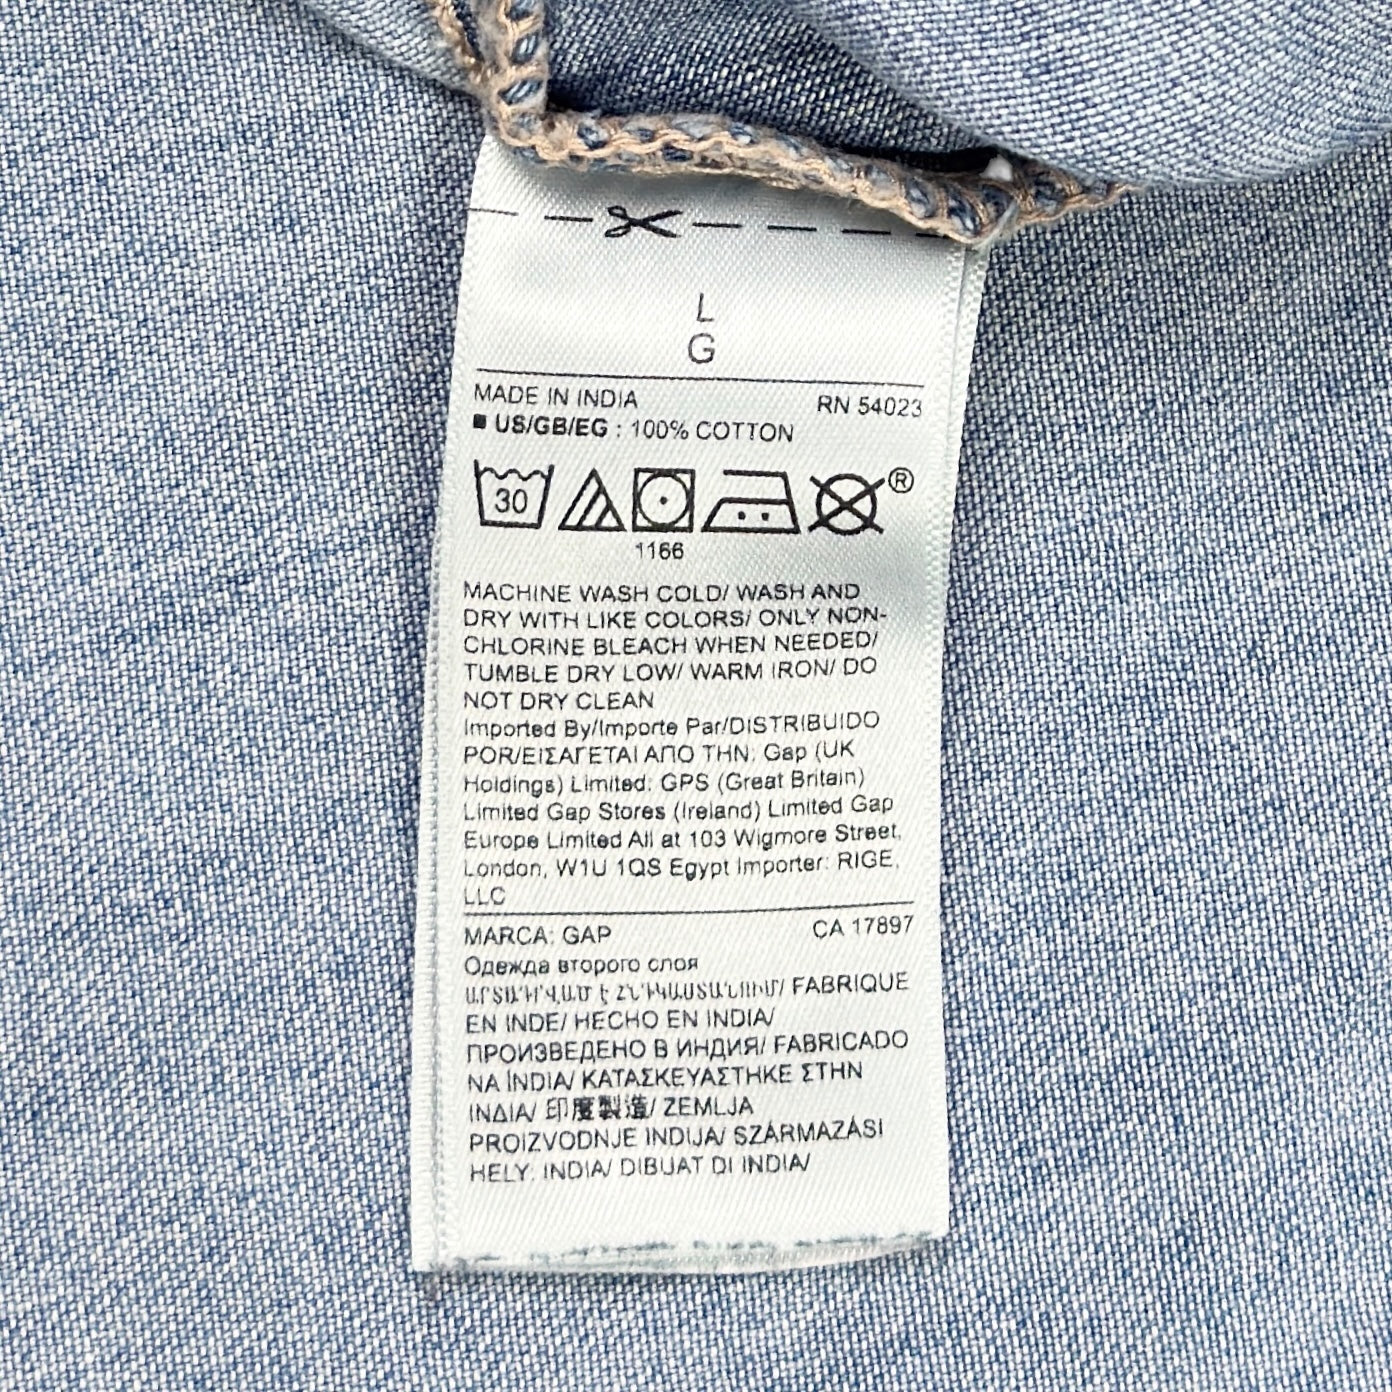 L
G
MADE IN INDIA RN 54023
■ US/GB/EG : 100% COTTON
30 ®
1166
MACHINE WASH COLD/ WASH AND
DRY WITH LIKE COLORS/ ONLY NON-
CHLORINE BLEACH WHEN NEEDED/
TUMBLE DRY LOW/ WARM IRON/ DO
NOT DRY CLEAN
Imported By/Importe Par/DISTRIBUIDO
POR/ΕΙΣΑΓΕΤΑΙ ΑΠΟ ΤΗΝ: Gap (UK
Holdings) Limited: GPS (Great Britain)
Limited Gap Stores (Ireland) Limited Gap
Europe Limited All at 103 Wigmore Street,
London, W1U 1QS Egypt Importer: RIGE,
LLC
MARCA: GAP CA 17897
Одежда второго слоя
ԱՐՏԱԴՐՎԱԾ Է ՀՆԴԿԱՍՏԱՆՈՒՄ/ FABRIQUE
EN INDE/ HECHO EN INDIA/
ПРОИЗВЕДЕНО В ИНДИЯ/ FABRICADO
NA ÍNDIA/ ΚΑΤΑΣΚΕΥΑΣΤΗΚΕ ΣΤΗΝ
ΙΝΔΙΑ/ 印度製造/ ZEMLJA
PROIZVODNJE INDIJA/ SZÁRMAZÁSI
HELY: INDIA/ DIBUAT DI INDIA/